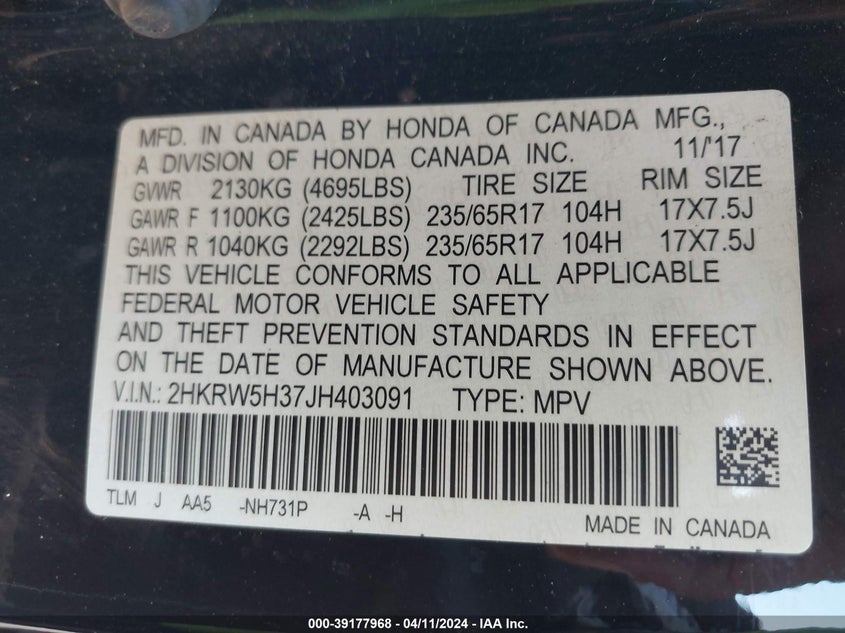 MFD. IN CANADA BY HONDA OF CANADA MFG.,
A DIVISION OF HONDA CANADA INC. 11/'17
GVWR 2130KG (4695LBS) TIRE SIZE RIM SIZE
GAWR F 1100KG (2425LBS) 235/65R17 104H 17X7.5J
GAWR R 1040KG (2292LBS) 235/65R17 104H 17X7.5J
THIS VEHICLE CONFORMS TO ALL APPLICABLE
FEDERAL MOTOR VEHICLE SAFETY
AND THEFT PREVENTION STANDARDS IN EFFECT
ON THE DATE OF MANUFACTURE SHOWN ABOVE.
V.I.N.: 2HKRW5H37JH403091 TYPE: MPV
TLM J AA5 -NH731P -A -H
MADE IN CANADA
000-39177968 - 04/11/2024 - IAA Inc.